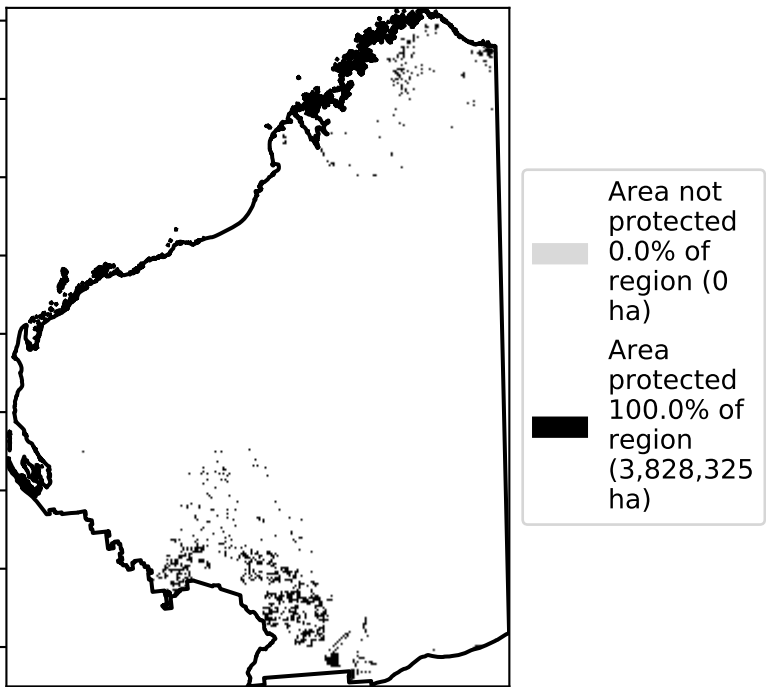 Area not
protected
0.0% of
region (0
ha)
Area
protected
100.0% of
region
(3,828,325
ha)